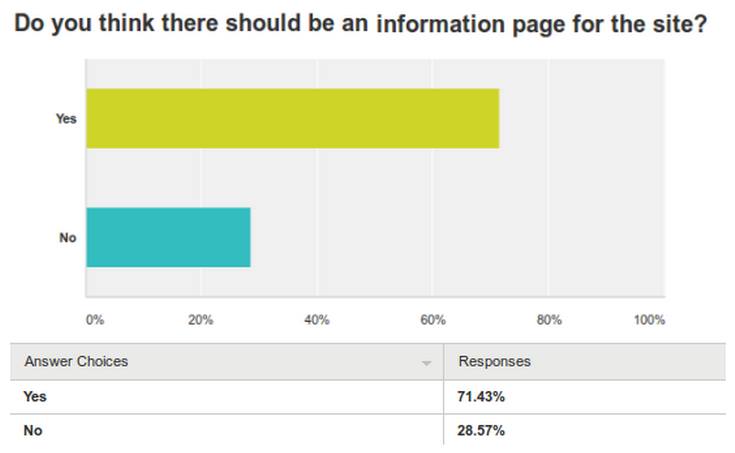 Do you think there should be an information page for the site?
Yes
No
0% 20% 40% 60% 80% 100%
Answer Choices Responses
Yes 71.43%
No 28.57%